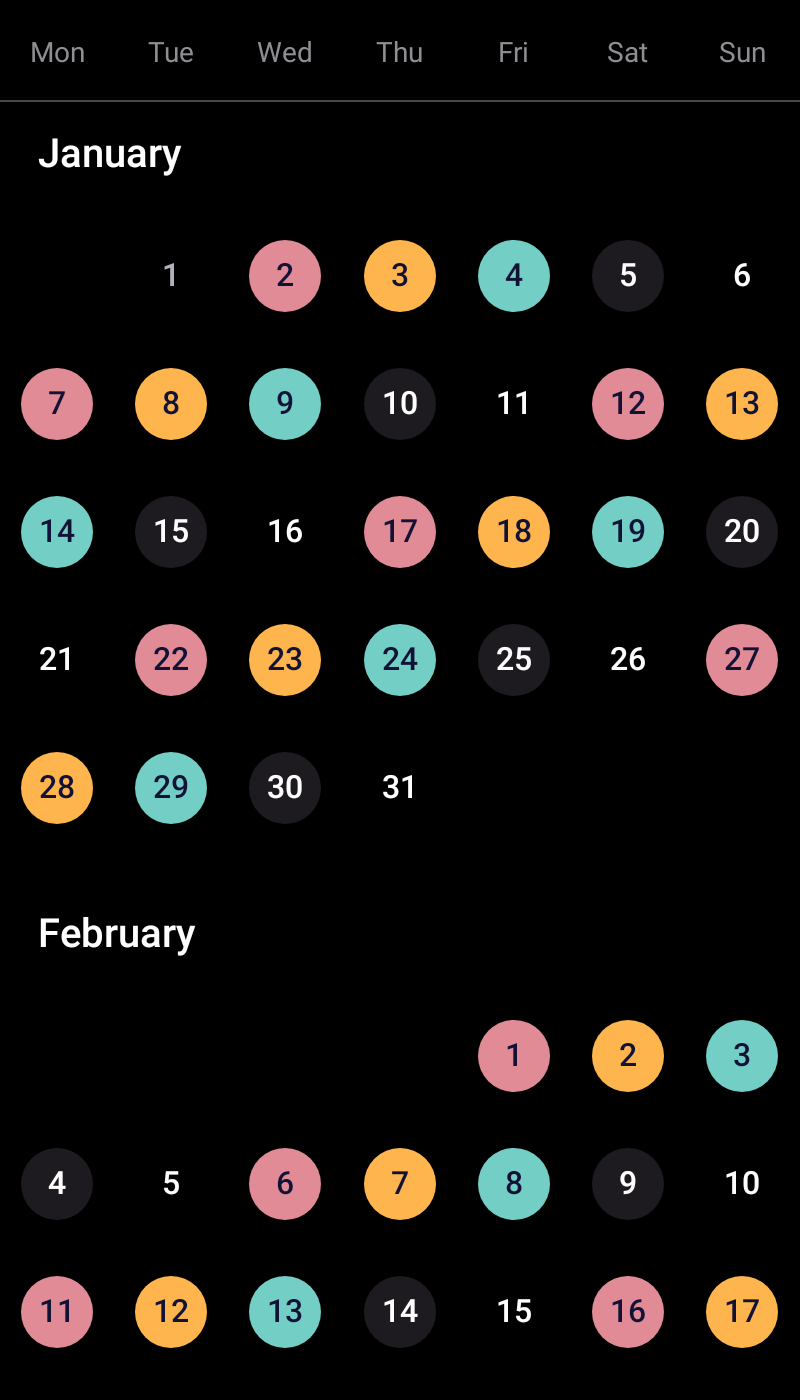 Mon Tue Wed Thu Fri Sat Sun
January
1 2 3 4 5 6
7 8 9 10 11 12 13
14 15 16 17 18 19 20
21 22 23 24 25 26 27
28 29 30 31
February
1 2 3
4 5 6 7 8 9 10
11 12 13 14 15 16 17